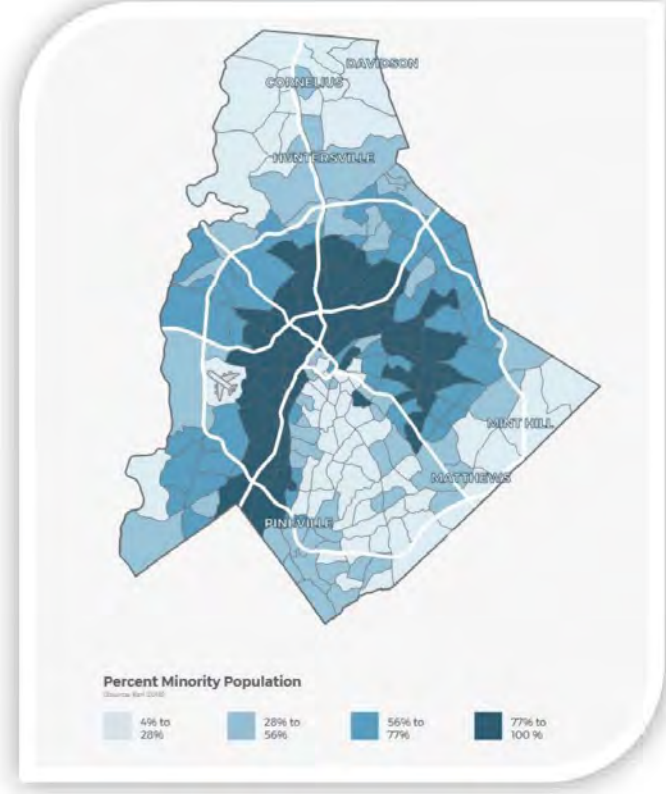 DAVIDSON
CORNELIUS
HUNTERSVILLE
MINT HILL
MATTHEWS
PINEVILLE
Percent Minority Population
4% to
28%
28% to
56%
56% to
77%
77% to
100 %